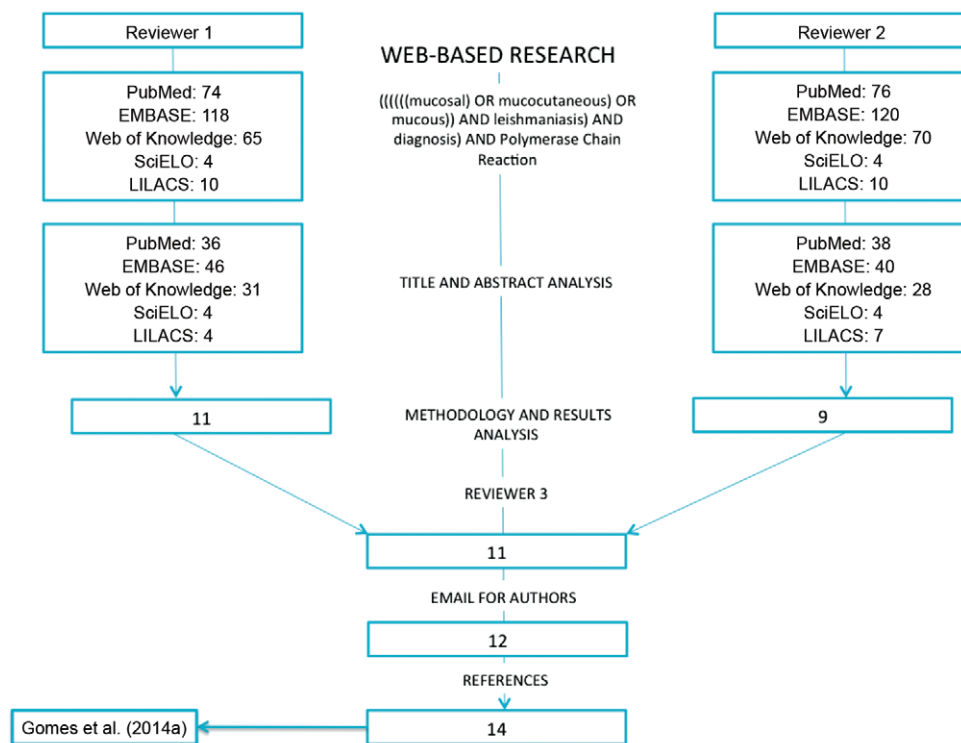 Reviewer 1
PubMed: 74
EMBASE: 118
Web of Knowledge: 65
SciELO: 4
LILACS: 10
PubMed: 36
EMBASE: 46
Web of Knowledge: 31
SciELO: 4
LILACS: 4
11
WEB-BASED RESEARCH
((((((mucosal) OR mucocutaneous) OR
mucous)) AND leishmaniasis) AND
diagnosis) AND Polymerase Chain
Reaction
TITLE AND ABSTRACT ANALYSIS
METHODOLOGY AND RESULTS
ANALYSIS
REVIEWER 3
Reviewer 2
PubMed: 76
EMBASE: 120
Web of Knowledge: 70
SciELO: 4
LILACS: 10
PubMed: 38
EMBASE: 40
Web of Knowledge: 28
SciELO: 4
LILACS: 7
9
11
EMAIL FOR AUTHORS
12
REFERENCES
14
Gomes et al. (2014a)